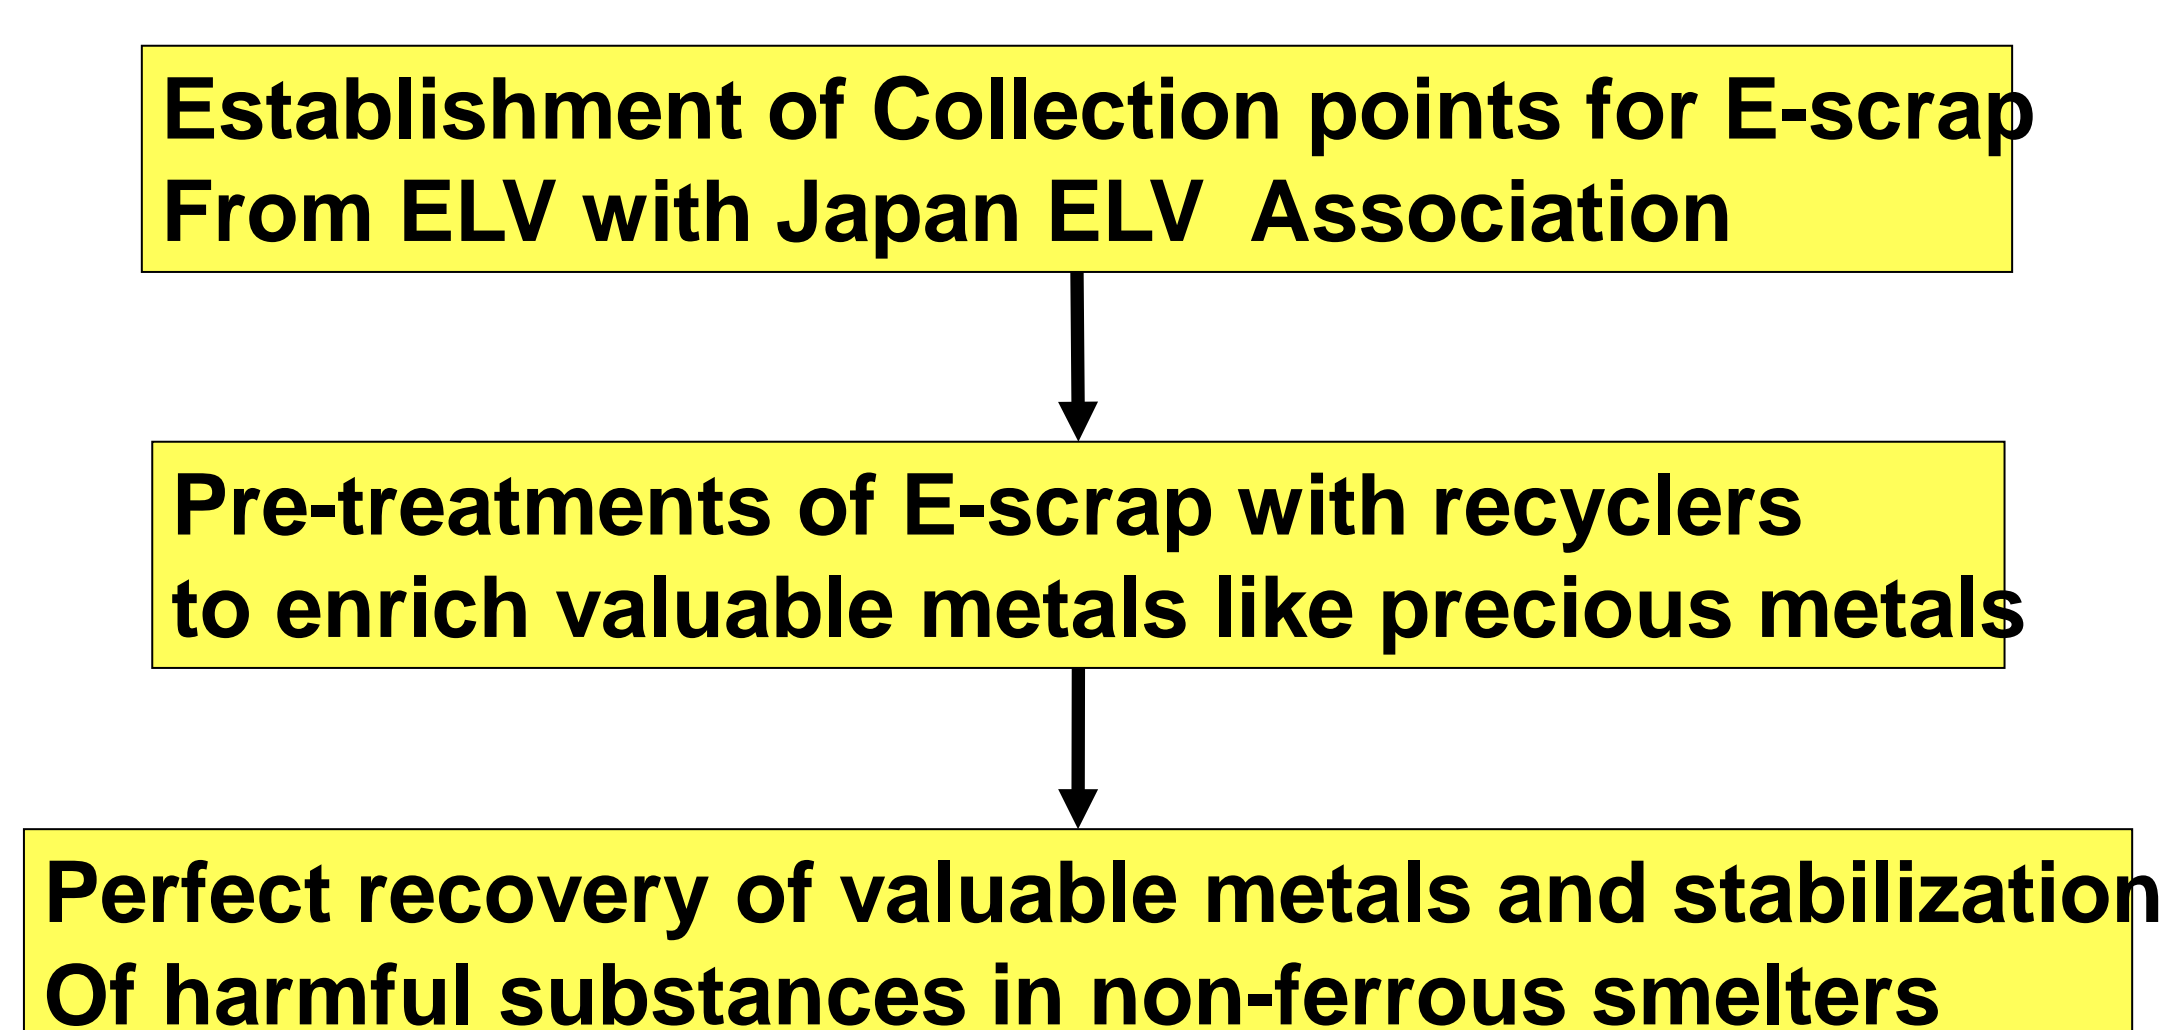 Establishment of Collection points for E-scrap
From ELV with Japan ELV  Association
Pre-treatments of E-scrap with recyclers
to enrich valuable metals like precious metals
Perfect recovery of valuable metals and stabilization
Of harmful substances in non-ferrous smelters